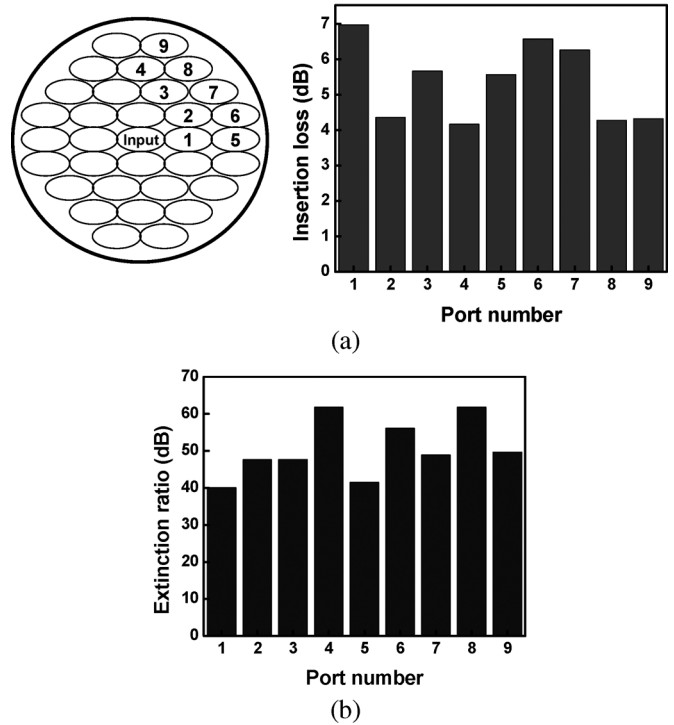 9
4 8
3 7
2 6
Input 1 5
Insertion loss (dB)
7
6
5
4
3
2
1
0
1 2 3 4 5 6 7 8 9
Port number
(a)
Extinction ratio (dB)
70
60
50
40
30
20
10
0
1 2 3 4 5 6 7 8 9
Port number
(b)